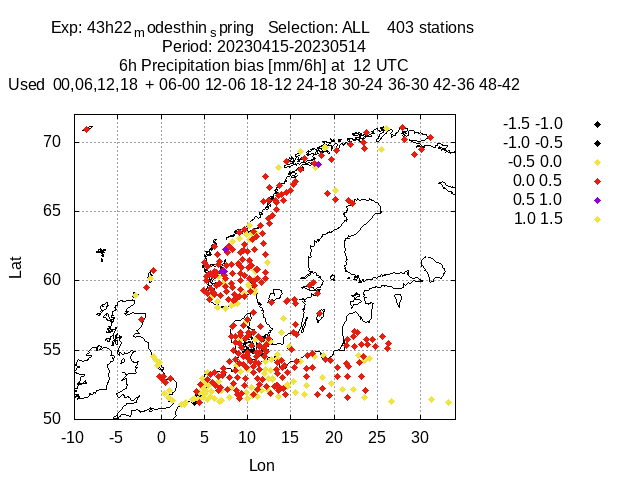 Exp: 43h22modesthinspring   Selection: ALL    403 stations
Period: 20230415-20230514
6h Precipitation bias [mm/6h] at  12 UTC
Used  00,06,12,18  + 06-00 12-06 18-12 24-18 30-24 36-30 42-36 48-42
-1.5 -1.0
-1.0 -0.5
-0.5 0.0
0.0 0.5
0.5 1.0
1.0 1.5
70
65
60
55
50
Lat
-10 -5 0 5 10 15 20 25 30
Lon